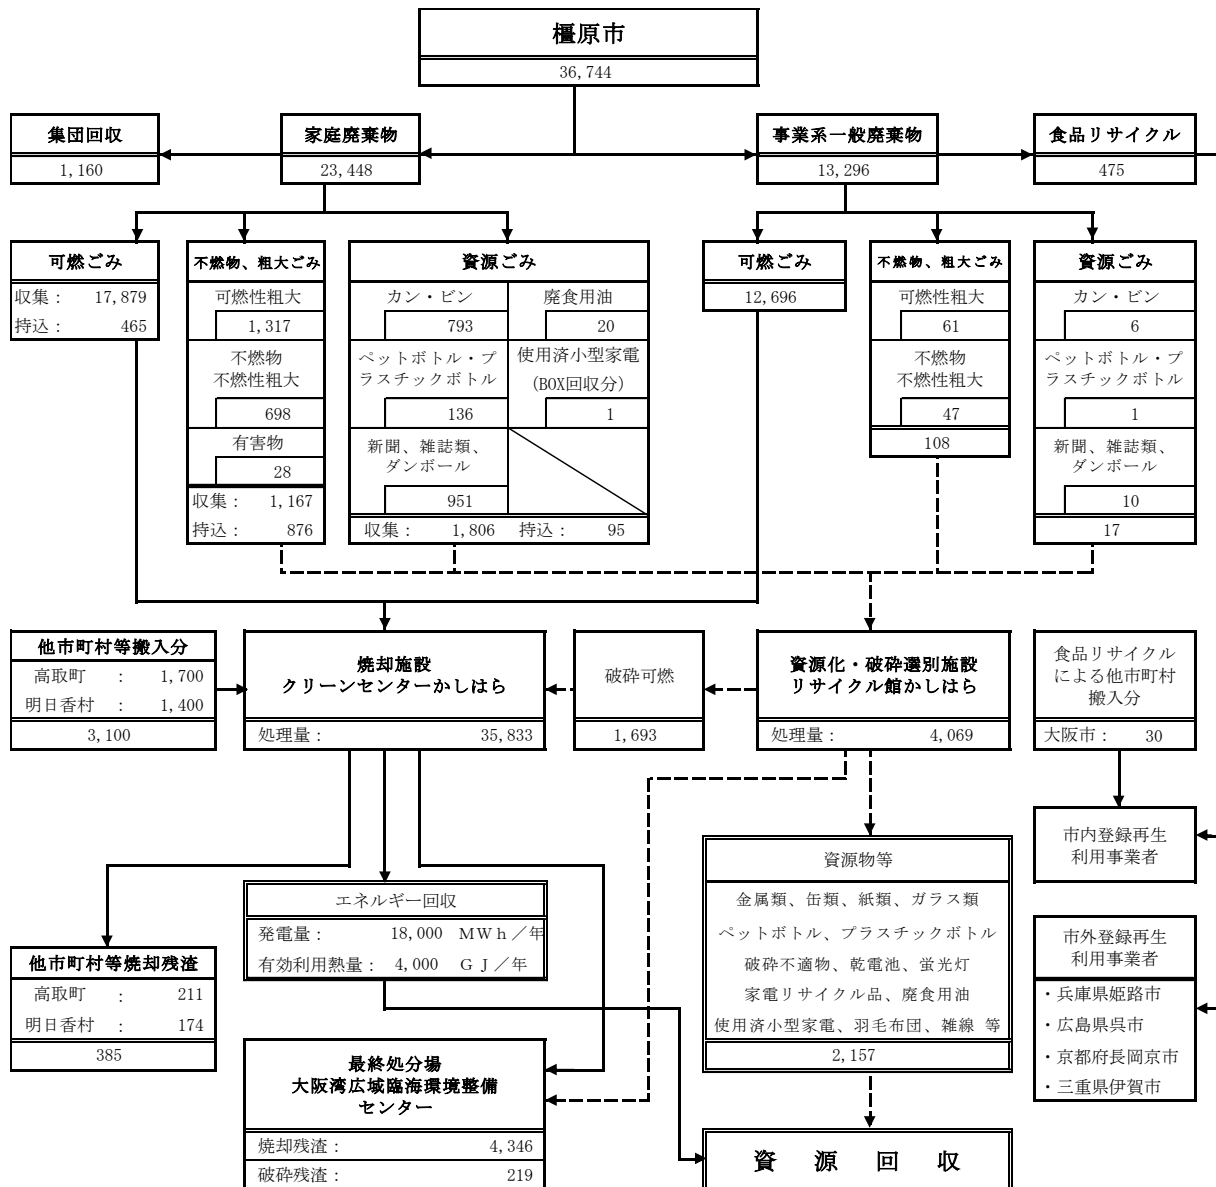 橿原市
36,744
集団回収
1,160
家庭廃棄物
23,448
事業系一般廃棄物
13,296
食品リサイクル
475
可燃ごみ
収集： 17,879
持込： 465
不燃物、粗大ごみ
可燃性粗大
1,317
不燃物
不燃性粗大
698
有害物
28
収集： 1,167
持込： 876
資源ごみ
カン・ビン
793
廃食用油
20
ペットボトル・プ
ラスチックボトル
136
使用済小型家電
(BOX回収分)
1
新聞、雑誌類、
ダンボール
951
収集： 1,806 持込： 95
可燃ごみ
12,696
不燃物、粗大ごみ
可燃性粗大
61
不燃物
不燃性粗大
47
108
資源ごみ
カン・ビン
6
ペットボトル・プ
ラスチックボトル
1
新聞、雑誌類、
ダンボール
10
17
他市町村等搬入分
高取町 ： 1,700
明日香村 ： 1,400
3,100
焼却施設
クリーンセンターかしはら
処理量： 35,833
破砕可燃
1,693
資源化・破砕選別施設
リサイクル館かしはら
処理量： 4,069
食品リサイクル
による他市町村
搬入分
大阪市： 30
市内登録再生
利用事業者
資源物等
金属類、缶類、紙類、ガラス類
ペットボトル、プラスチックボトル
破砕不適物、乾電池、蛍光灯
家電リサイクル品、廃食用油
使用済小型家電、羽毛布団、雑線 等
2,157
エネルギー回収
発電量： 18,000 ＭＷｈ／年
有効利用熱量： 4,000 ＧＪ／年
市外登録再生
利用事業者
・兵庫県姫路市
・広島県呉市
・京都府長岡京市
・三重県伊賀市
他市町村等焼却残渣
高取町 ： 211
明日香村 ： 174
385
最終処分場
大阪湾広域臨海環境整備
センター
焼却残渣： 4,346
破砕残渣： 219
資源回収